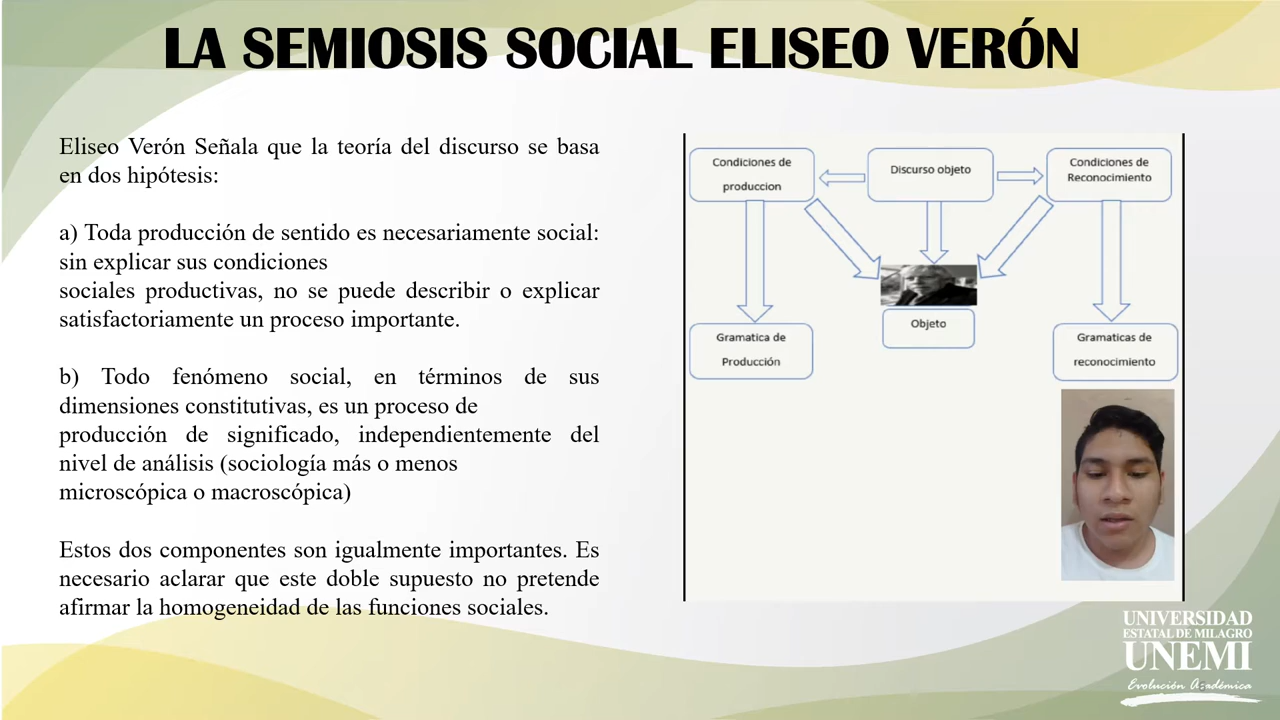 LA SEMIOSIS SOCIAL ELISEO VERÓN
Eliseo Verón Señala que la teoría del discurso se basa
en dos hipótesis:
a) Toda producción de sentido es necesariamente social:
sin explicar sus condiciones
sociales productivas, no se puede describir o explicar
satisfactoriamente un proceso importante.
b) Todo fenómeno social, en términos de sus
dimensiones constitutivas, es un proceso de
producción de significado, independientemente del
nivel de análisis (sociología más o menos
microscópica o macroscópica)
Estos dos componentes son igualmente importantes. Es
necesario aclarar que este doble supuesto no pretende
afirmar la homogeneidad de las funciones sociales.
Condiciones de
produccion
Discurso objeto
Condiciones de
Reconocimiento
Objeto
Gramatica de
Producción
Gramaticas de
reconocimiento
UNIVERSIDAD
ESTATAL DE MILAGRO
UNEMI
Evolución Académica